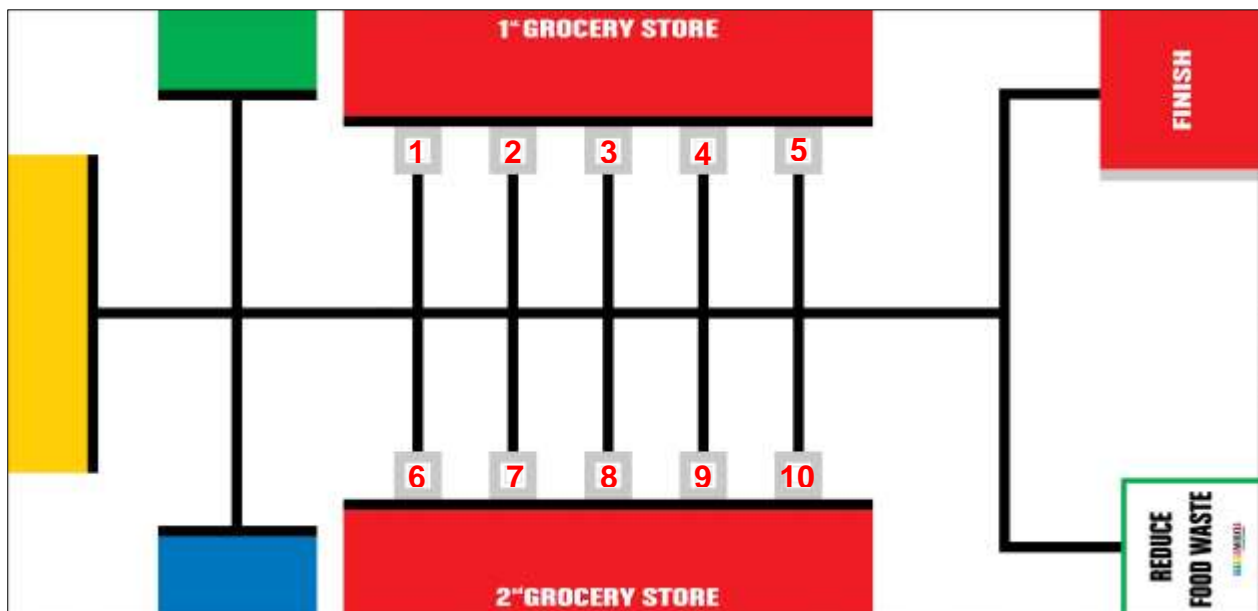 1st GROCERY STORE
FINISH
1 2 3 4 5
6 7 8 9 10
REDUCE
FOOD WASTE
2nd GROCERY STORE